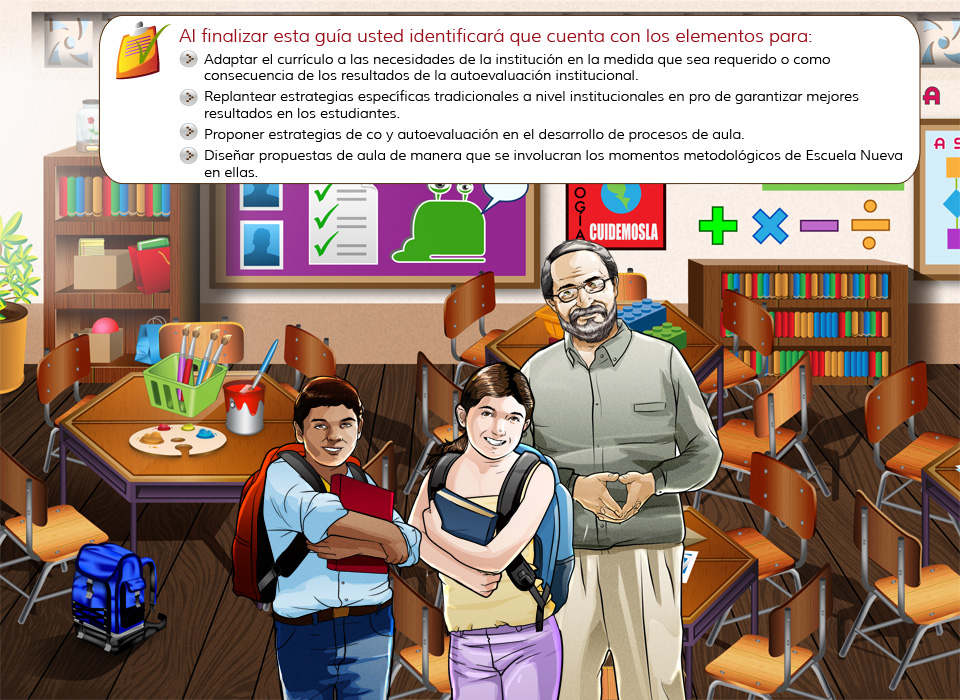 Al finalizar esta guía usted identificará que cuenta con los elementos para:
Adaptar el currículo a las necesidades de la institución en la medida que sea requerido o como
consecuencia de los resultados de la autoevaluación institucional.
Replantear estrategias específicas tradicionales a nivel institucionales en pro de garantizar mejores
resultados en los estudiantes.
Proponer estrategias de co y autoevaluación en el desarrollo de procesos de aula.
Diseñar propuestas de aula de manera que se involucran los momentos metodológicos de Escuela Nueva
en ellas.
A
A S
OGÍA
CUIDEMOSLA